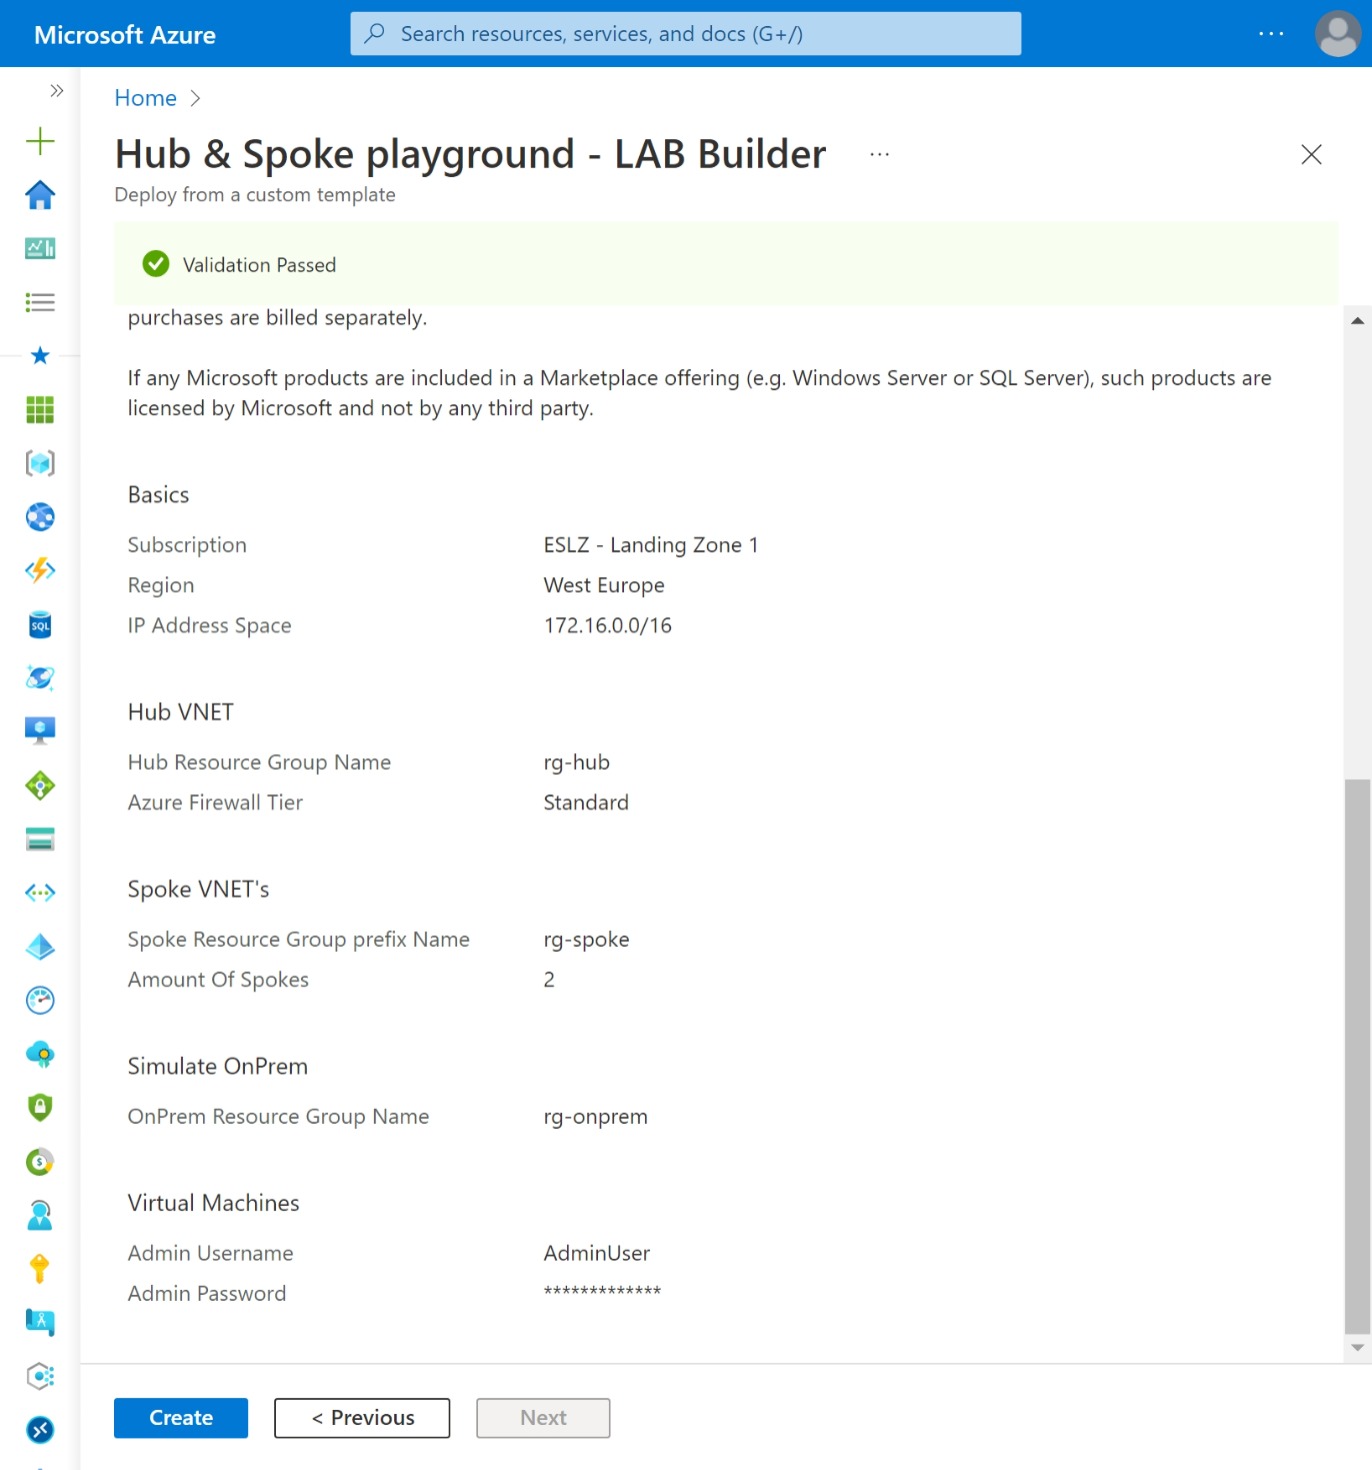 Microsoft Azure
Search resources, services, and docs (G+/)
Home
Hub & Spoke playground - LAB Builder
Deploy from a custom template
Validation Passed
purchases are billed separately.
If any Microsoft products are included in a Marketplace offering (e.g. Windows Server or SQL Server), such products are
licensed by Microsoft and not by any third party.
Basics
Subscription ESLZ - Landing Zone 1
Region West Europe
IP Address Space 172.16.0.0/16
Hub VNET
Hub Resource Group Name rg-hub
Azure Firewall Tier Standard
Spoke VNET's
Spoke Resource Group prefix Name rg-spoke
Amount Of Spokes 2
Simulate OnPrem
OnPrem Resource Group Name rg-onprem
Virtual Machines
Admin Username AdminUser
Admin Password *************
Create < Previous Next
SQL